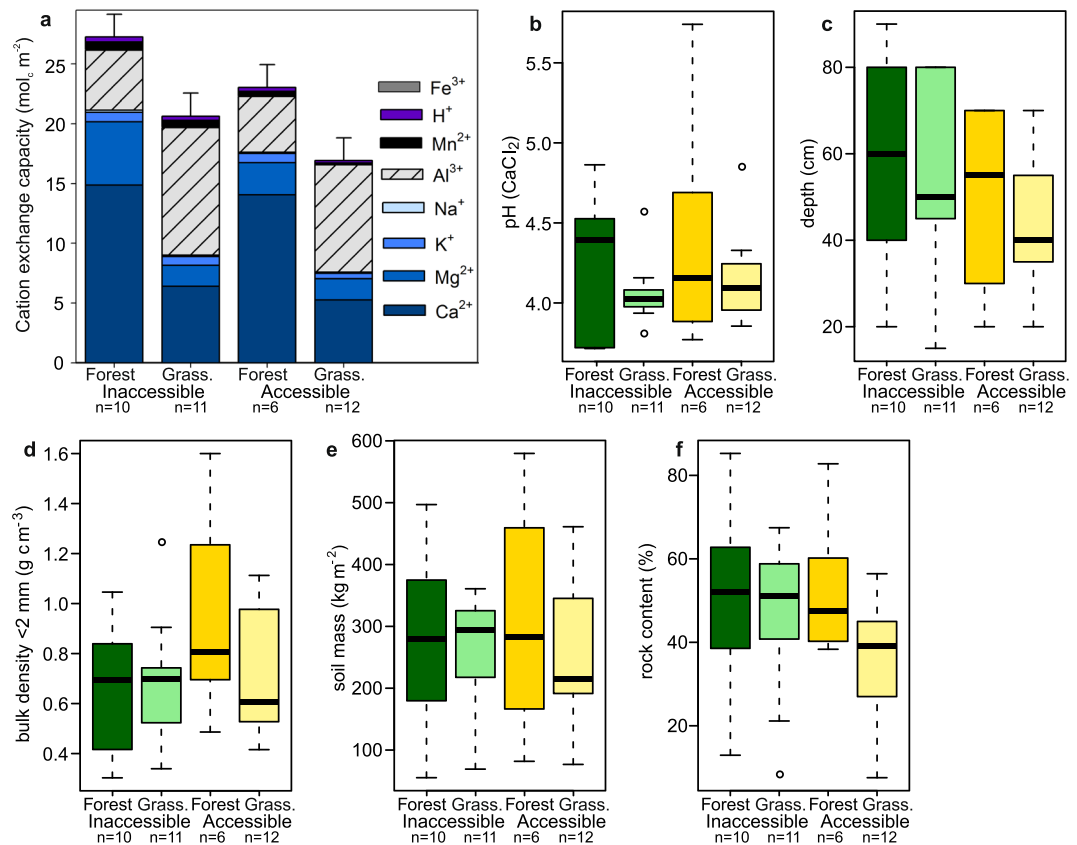 a
Cation exchange capacity (mol꜀ m⁻²)
25
20
15
10
5
0
Fe³⁺
H⁺
Mn²⁺
Al³⁺
Na⁺
K⁺
Mg²⁺
Ca²⁺
Forest Grass. Forest Grass.
Inaccessible Accessible
n=10 n=11 n=6 n=12
b
pH (CaCl₂)
5.5
5.0
4.5
4.0
Forest Grass. Forest Grass.
Inaccessible Accessible
n=10 n=11 n=6 n=12
c
depth (cm)
80
60
40
20
Forest Grass. Forest Grass.
Inaccessible Accessible
n=10 n=11 n=6 n=12
d
bulk density <2 mm (g cm⁻³)
1.6
1.4
1.2
1.0
0.8
0.6
0.4
Forest Grass. Forest Grass.
Inaccessible Accessible
n=10 n=11 n=6 n=12
e
soil mass (kg m⁻²)
600
500
400
300
200
100
Forest Grass. Forest Grass.
Inaccessible Accessible
n=10 n=11 n=6 n=12
f
rock content (%)
80
60
40
20
Forest Grass. Forest Grass.
Inaccessible Accessible
n=10 n=11 n=6 n=12